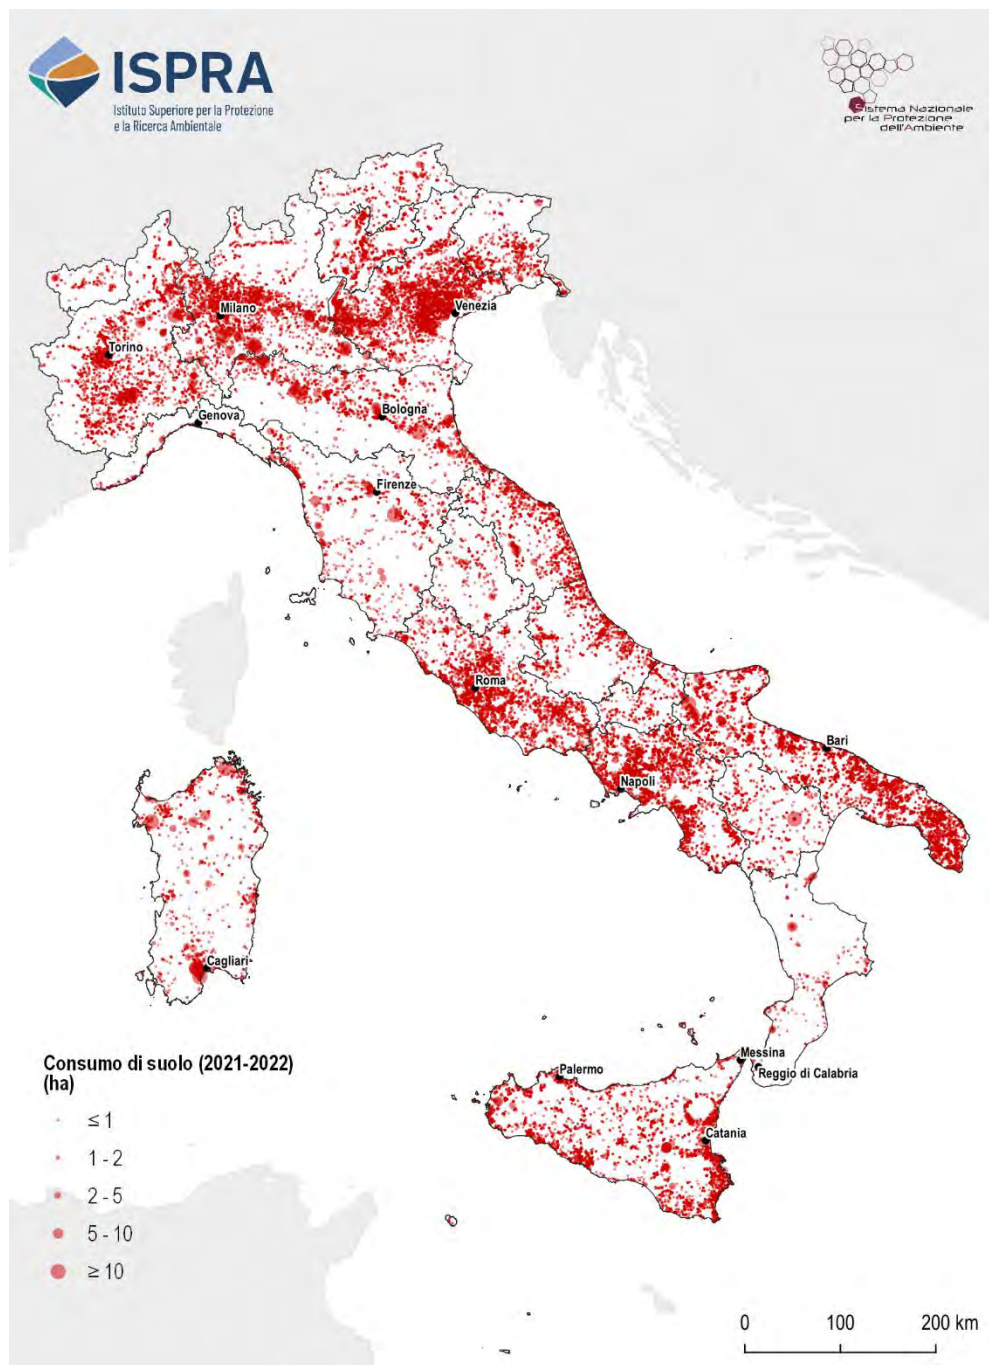 ISPRA
Istituto Superiore per la Protezione
e la Ricerca Ambientale
Sistema Nazionale
per la Protezione
dell'Ambiente
Milano
Venezia
Torino
Bologna
Genova
Firenze
Roma
Bari
Napoli
Cagliari
Messina
Palermo
Reggio di Calabria
Catania
Consumo di suolo (2021-2022)
(ha)
≤ 1
1 - 2
2 - 5
5 - 10
≥ 10
0 100 200 km